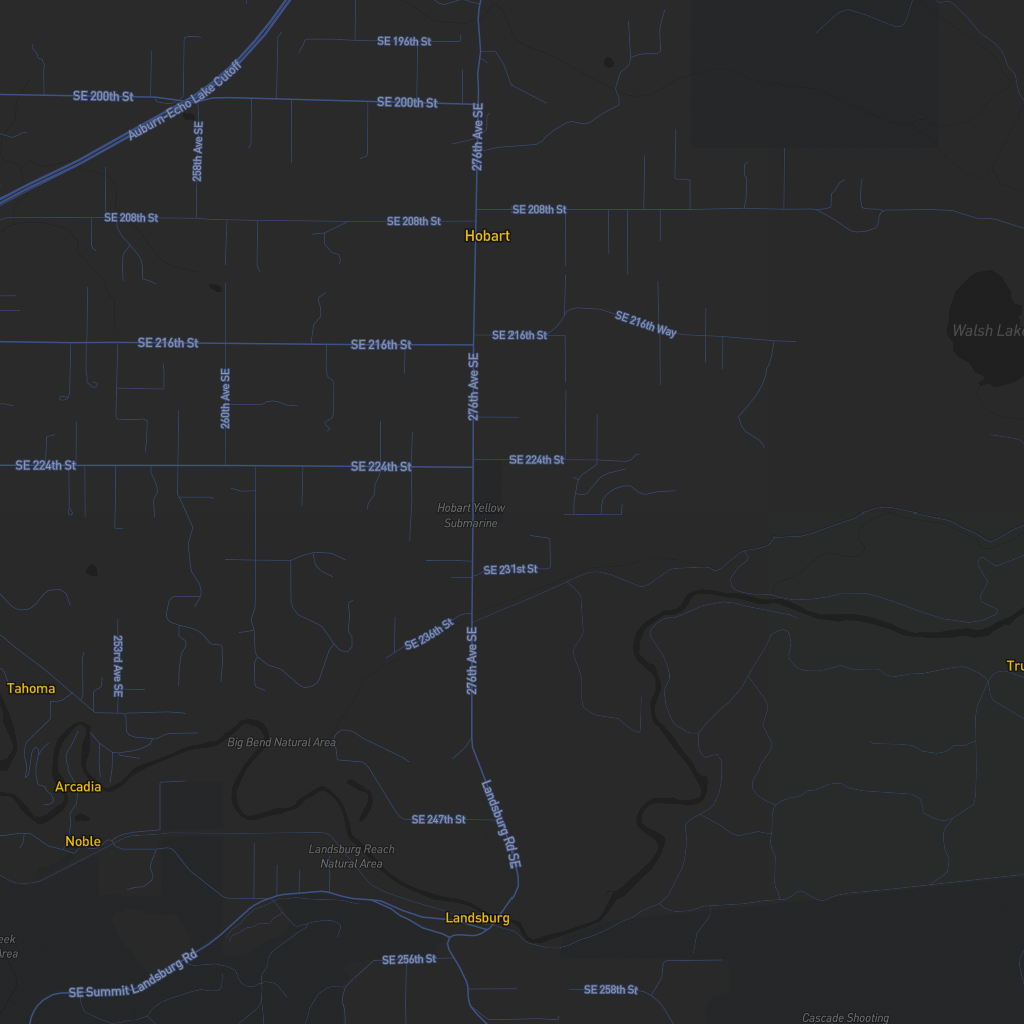 SE 196th St
SE 200th St
SE 200th St
Auburn-Echo Lake Cutoff
258th Ave SE
276th Ave SE
SE 208th St
SE 208th St
SE 208th St
Hobart
SE 216th Way
Walsh Lake
SE 216th St
SE 216th St
SE 216th St
260th Ave SE
276th Ave SE
SE 224th St
SE 224th St
SE 224th St
Hobart Yellow
Submarine
SE 231st St
SE 236th St
253rd Ave SE
276th Ave SE
Tru
Tahoma
Big Bend Natural Area
Arcadia
Landsburg Rd SE
SE 247th St
Noble
Landsburg Reach
Natural Area
Landsburg
eek
Area
SE 256th St
SE Summit Landsburg Rd
SE 258th St
Cascade Shooting